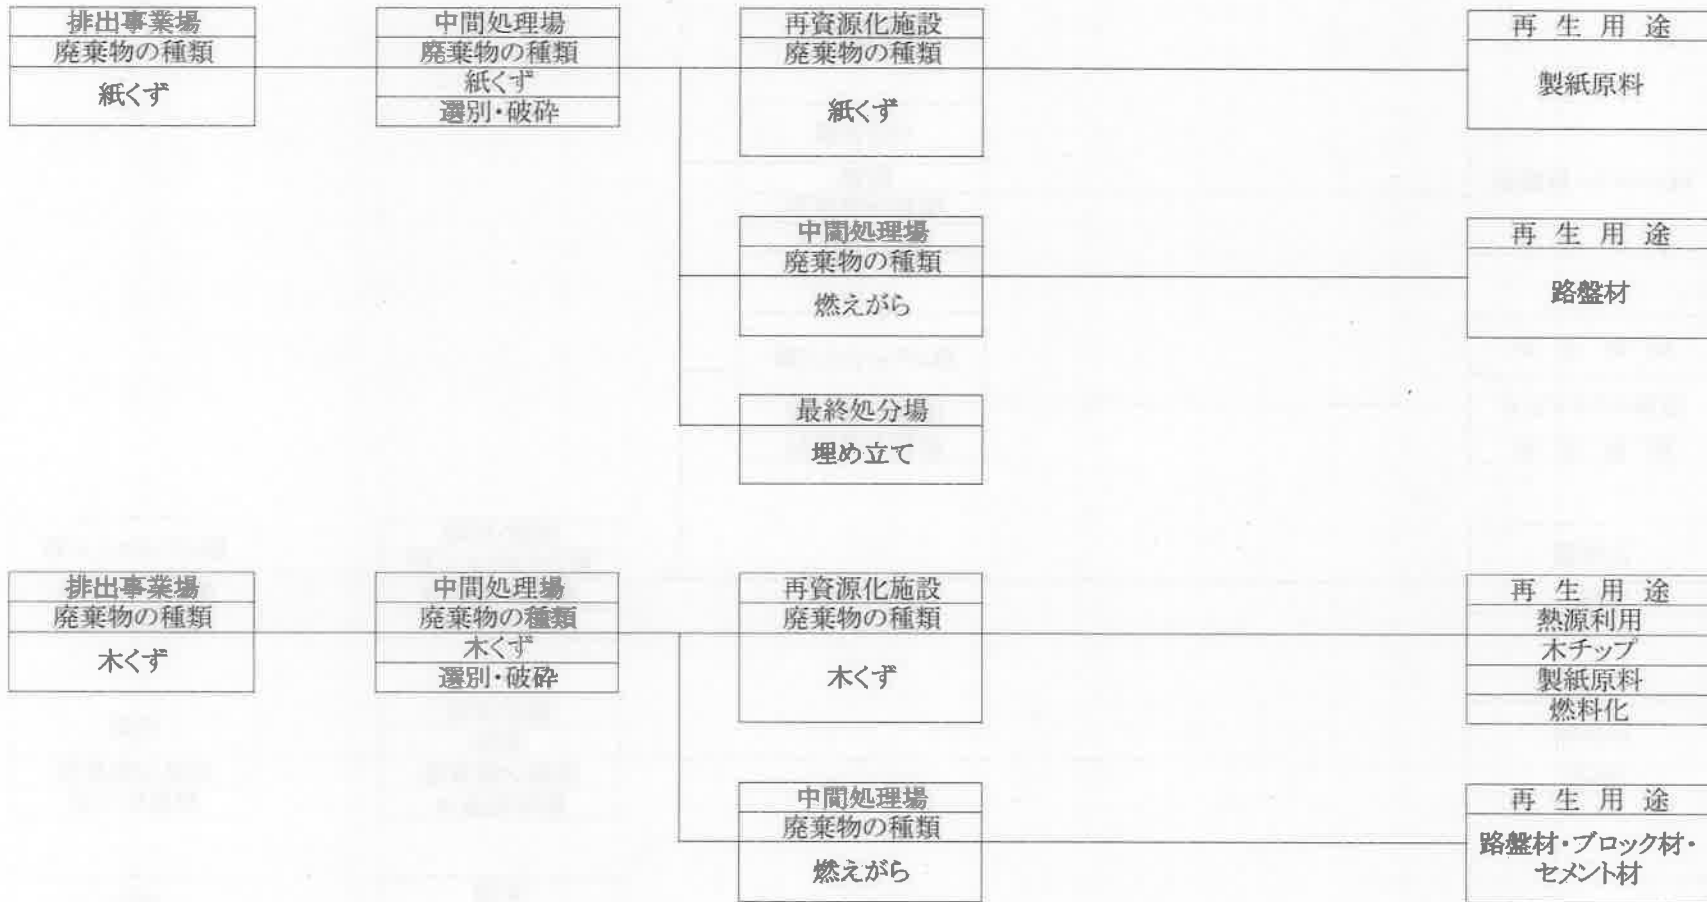 排出事業場
廃棄物の種類
紙くず
中間処理場
廃棄物の種類
紙くず
選別・破砕
再資源化施設
廃棄物の種類
紙くず
再生用途
製紙原料
中間処理場
廃棄物の種類
燃えがら
再生用途
路盤材
最終処分場
埋め立て
排出事業場
廃棄物の種類
木くず
中間処理場
廃棄物の種類
木くず
選別・破砕
再資源化施設
廃棄物の種類
木くず
再生用途
熱源利用
木チップ
製紙原料
燃料化
中間処理場
廃棄物の種類
燃えがら
再生用途
路盤材・ブロック材・
セメント材